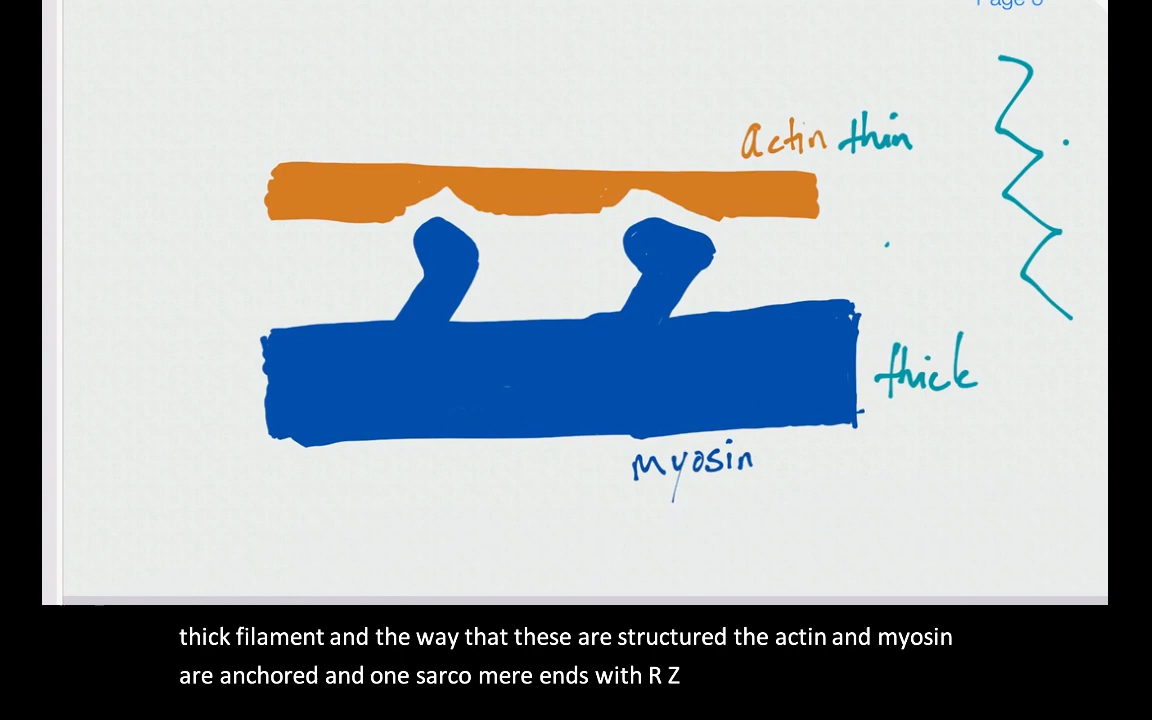 actin thin
thick
myosin
thick filament and the way that these are structured the actin and myosin
are anchored and one sarco mere ends with R Z